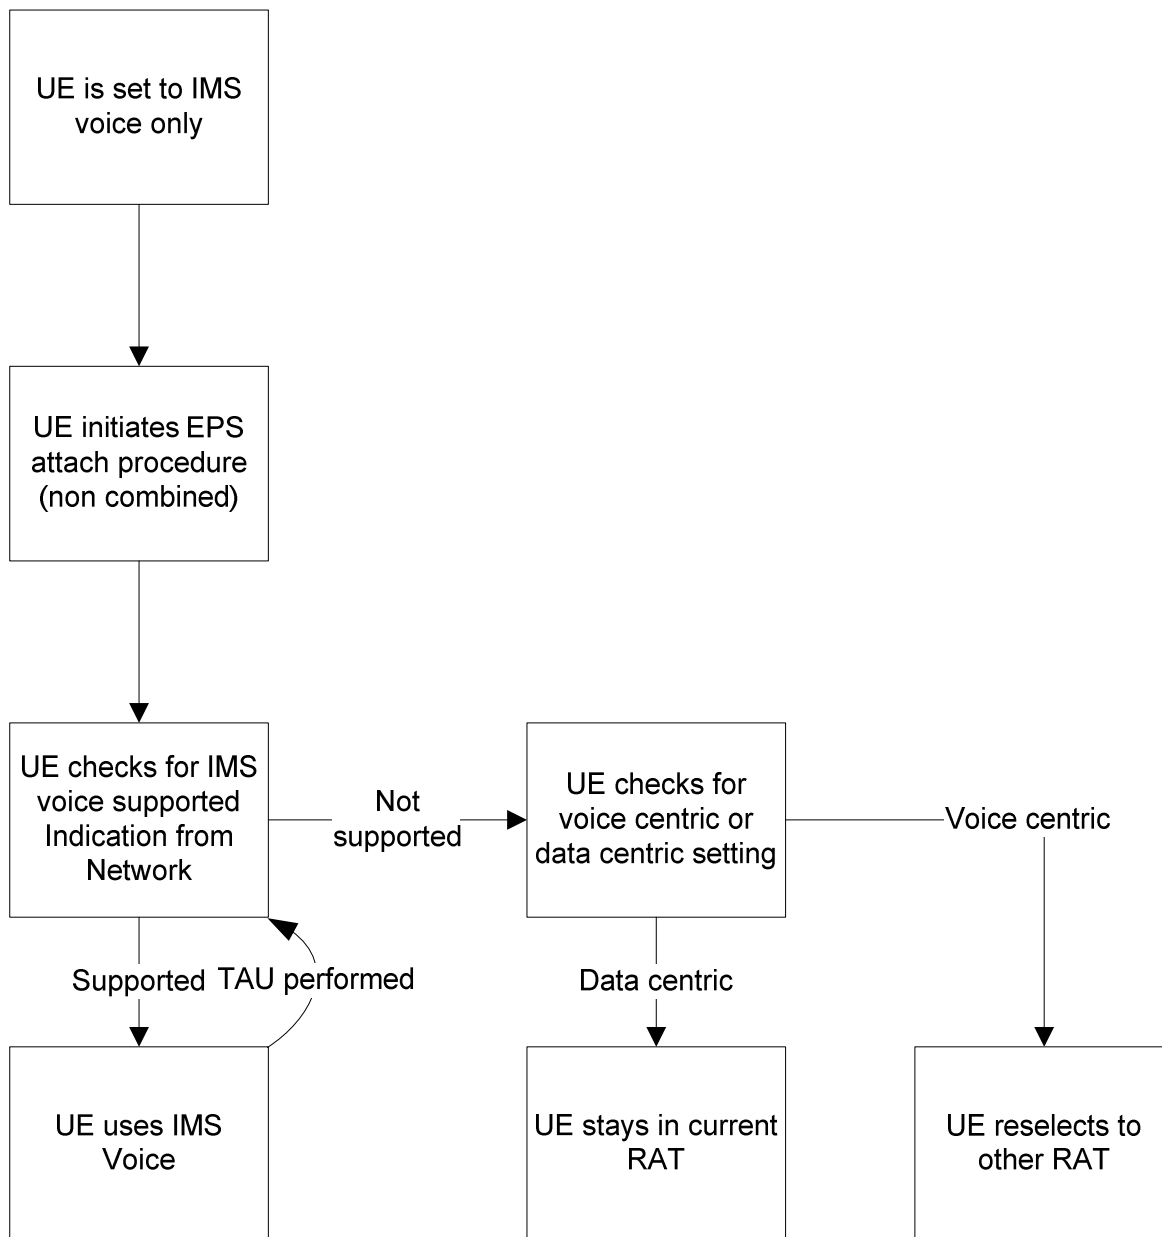 UE is set to IMS
voice only
UE initiates EPS
attach procedure
(non combined)
UE checks for IMS
voice supported
Indication from
Network
Not
supported
UE checks for
voice centric or
data centric setting
Voice centric
Supported
TAU performed
Data centric
UE uses IMS
Voice
UE stays in current
RAT
UE reselects to
other RAT